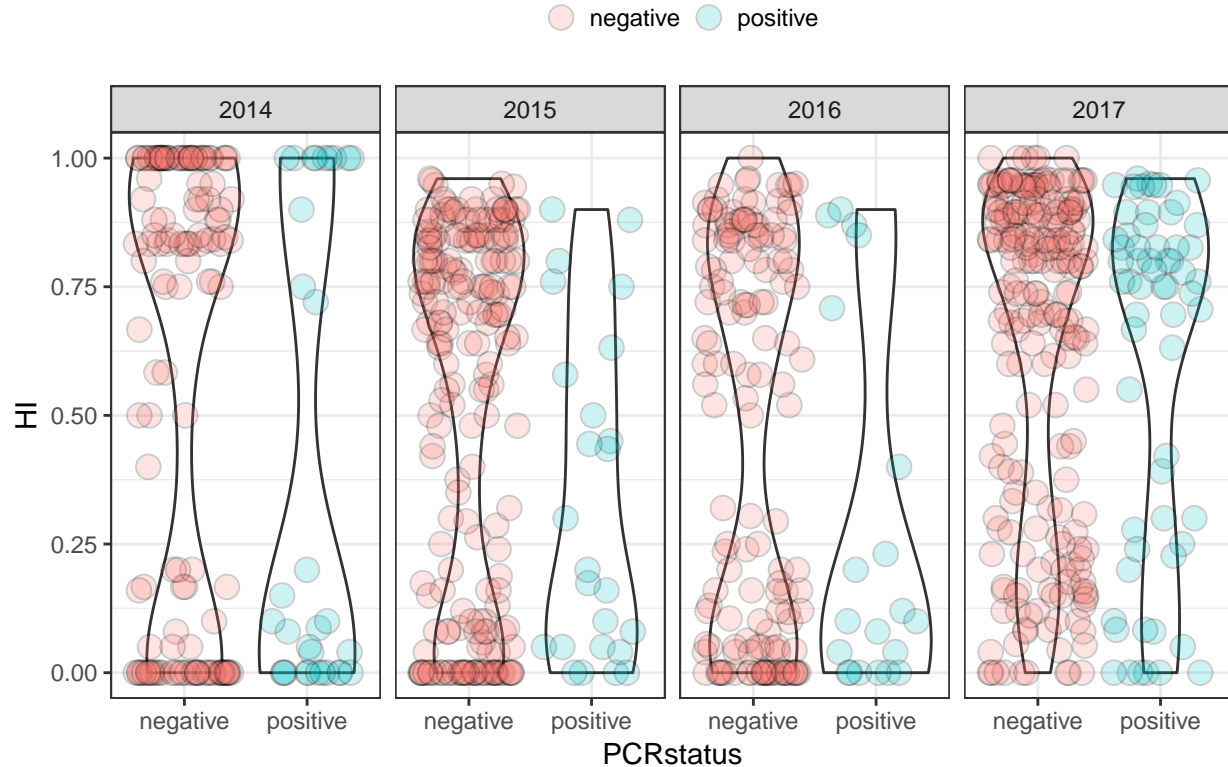 negative positive
2014 2015 2016 2017
1.00
0.75
0.50
0.25
0.00
HI
negative positive negative positive negative positive negative positive
PCRstatus